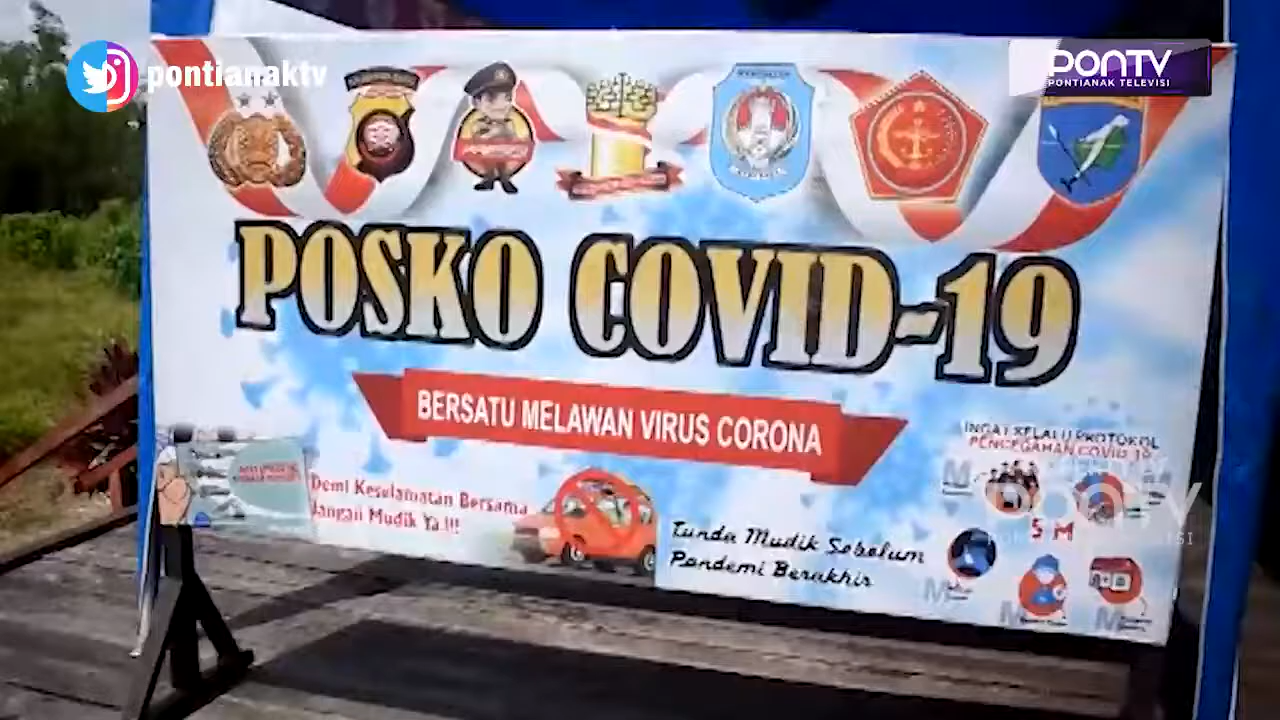 pontianaktv
PONTV
PONTIANAK TELEVISI
POSKO COVID-19
BERSATU MELAWAN VIRUS CORONA
INGAT SELALU PROTOKOL
PENCEGAHAN COVID-19
Demi Keselamatan Bersama
Jangan Mudik Ya.!!!
Tunda Mudik Sebelum
Pandemi Berakhir
5 M
PONTV